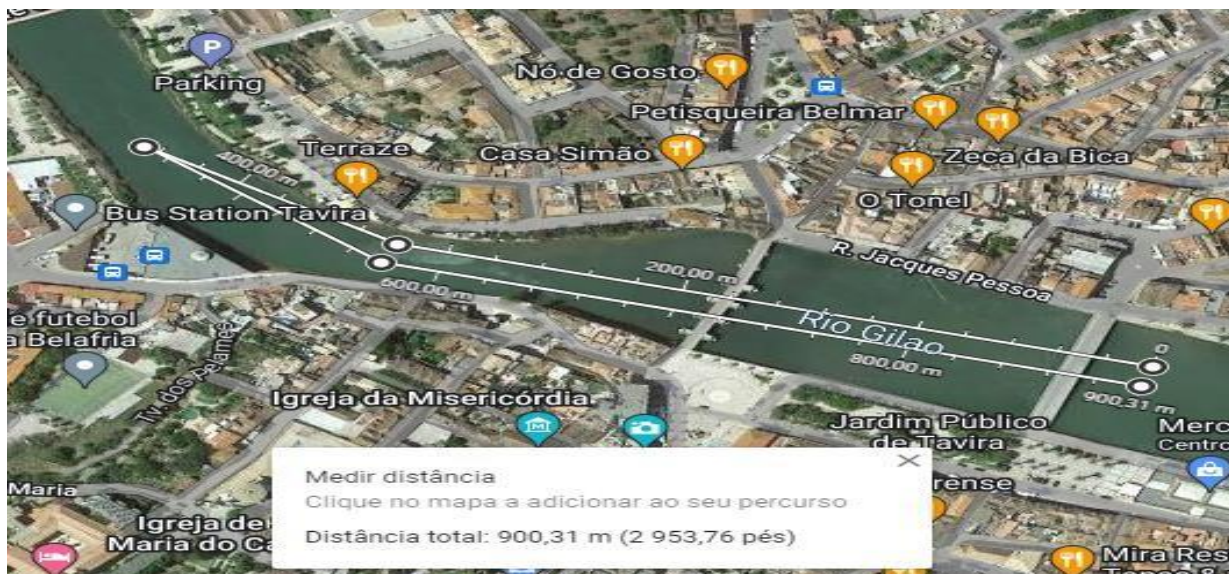 P
Parking
Nó de Gosto
Petisqueira Belmar
Zeca da Bica
Casa Simão
Terraze
O Tonel
400,00 m
Bus Station Tavira
200,00 m
R. Jacques Pessoa
600,00 m
Rio Gilao
0
800,00 m
900,31 m
e futebol
a Belafria
Tv. dos Pelames
Igreja da Misericórdia
M
Jardim Público
de Tavira
Merc
Centro
Maria
Igreja de
Maria do Ca
rense
Medir distância
Clique no mapa a adicionar ao seu percurso
Distância total: 900,31 m (2 953,76 pés)
Mira Res